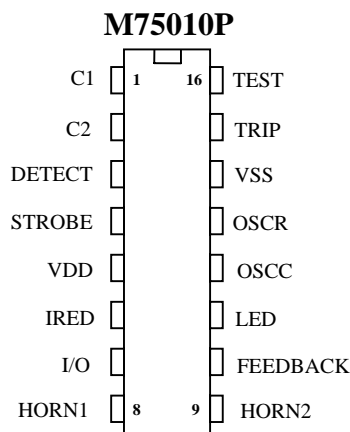 M75010P
C1 1 16 TEST
C2 TRIP
DETECT VSS
STROBE OSCR
VDD OSCC
IRED LED
I/O FEEDBACK
HORN1 8 9 HORN2